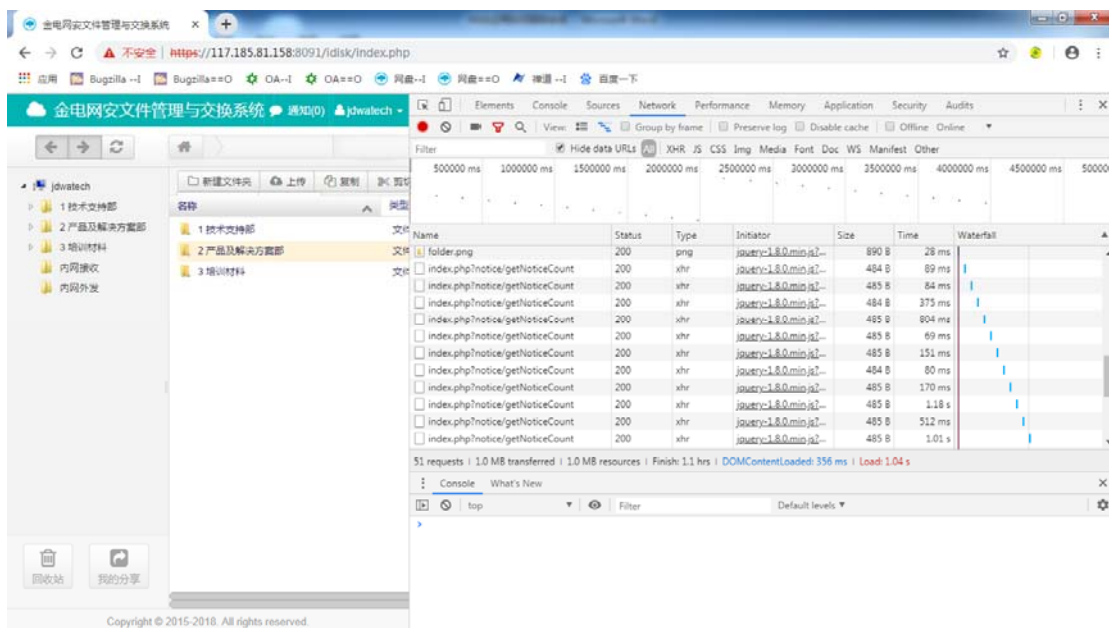 金电网安文件管理与交换系统
不安全 https://117.185.81.158:8091/idisk/index.php
应用 Bugzilla --I Bugzilla==O OA--I OA==O 网盘--I 网盘==O 禅道 --I 百度一下
金电网安文件管理与交换系统 通知(0) jdwatech
Elements Console Sources Network Performance Memory Application Security Audits
View: Group by frame Preserve log Disable cache Offline Online
Filter Hide data URLs All XHR JS CSS Img Media Font Doc WS Manifest Other
500000 ms 1000000 ms 1500000 ms 2000000 ms 2500000 ms 3000000 ms 3500000 ms 4000000 ms 4500000 ms 50000
jdwatech
1 技术支持部
2 产品及解决方案部
3 培训材料
内网接收
内网外发
新建文件夹 上传 复制 剪切
名称 类型
1 技术支持部 文件
2 产品及解决方案部 文件
3 培训材料 文件
Name Status Type Initiator Size Time Waterfall
folder.png 200 png jquery-1.8.0.min.js?... 890 B 28 ms
index.php?notice/getNoticeCount 200 xhr jquery-1.8.0.min.js?... 484 B 89 ms
index.php?notice/getNoticeCount 200 xhr jquery-1.8.0.min.js?... 485 B 84 ms
index.php?notice/getNoticeCount 200 xhr jquery-1.8.0.min.js?... 484 B 375 ms
index.php?notice/getNoticeCount 200 xhr jquery-1.8.0.min.js?... 485 B 804 ms
index.php?notice/getNoticeCount 200 xhr jquery-1.8.0.min.js?... 485 B 69 ms
index.php?notice/getNoticeCount 200 xhr jquery-1.8.0.min.js?... 485 B 151 ms
index.php?notice/getNoticeCount 200 xhr jquery-1.8.0.min.js?... 484 B 80 ms
index.php?notice/getNoticeCount 200 xhr jquery-1.8.0.min.js?... 485 B 170 ms
index.php?notice/getNoticeCount 200 xhr jquery-1.8.0.min.js?... 485 B 1.18 s
index.php?notice/getNoticeCount 200 xhr jquery-1.8.0.min.js?... 485 B 512 ms
index.php?notice/getNoticeCount 200 xhr jquery-1.8.0.min.js?... 485 B 1.01 s
51 requests | 1.0 MB transferred | 1.0 MB resources | Finish: 1.1 hrs | DOMContentLoaded: 356 ms | Load: 1.04 s
Console What's New
top Filter Default levels
回收站 我的分享
Copyright © 2015-2018. All rights reserved.